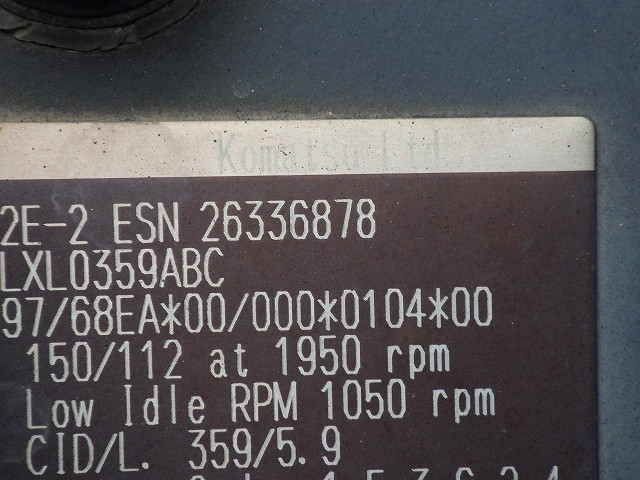 Komatsu Ltd
2E-2 ESN 26336878
LXL0359ABC
97/68EA*00/000*0104*00
150/112 at 1950 rpm
Low Idle RPM 1050 rpm
CID/L. 359/5.9